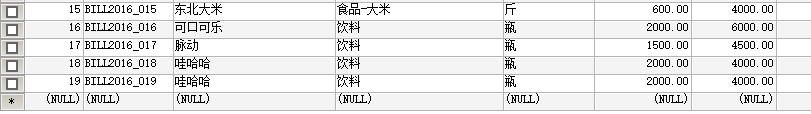 15 BILL2016_015 东北大米 食品-大米 斤 600.00 4000.00
16 BILL2016_016 可口可乐 饮料 瓶 2000.00 6000.00
17 BILL2016_017 脉动 饮料 瓶 1500.00 4500.00
18 BILL2016_018 哇哈哈 饮料 瓶 2000.00 4000.00
19 BILL2016_019 哇哈哈 饮料 瓶 2000.00 4000.00
* (NULL) (NULL) (NULL) (NULL) (NULL) (NULL) (NULL)